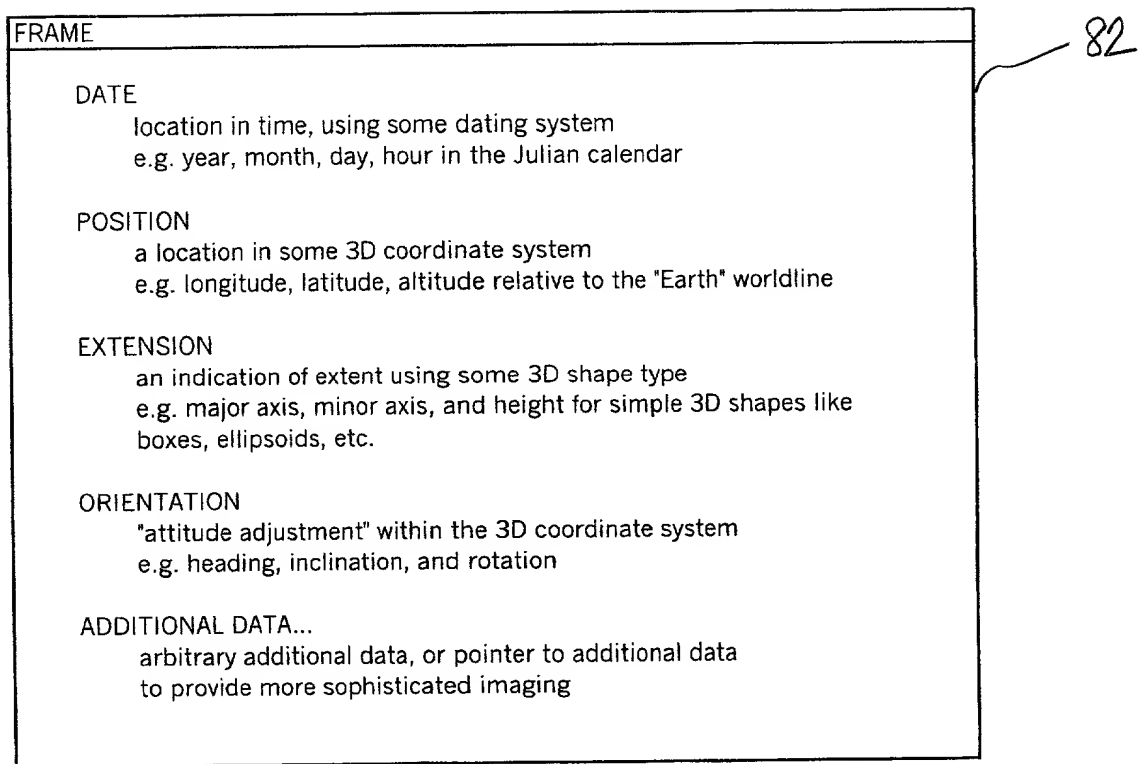 FRAME
82
DATE
location in time, using some dating system
e.g. year, month, day, hour in the Julian calendar
POSITION
a location in some 3D coordinate system
e.g. longitude, latitude, altitude relative to the "Earth" worldline
EXTENSION
an indication of extent using some 3D shape type
e.g. major axis, minor axis, and height for simple 3D shapes like
boxes, ellipsoids, etc.
ORIENTATION
"attitude adjustment" within the 3D coordinate system
e.g. heading, inclination, and rotation
ADDITIONAL DATA...
arbitrary additional data, or pointer to additional data
to provide more sophisticated imaging